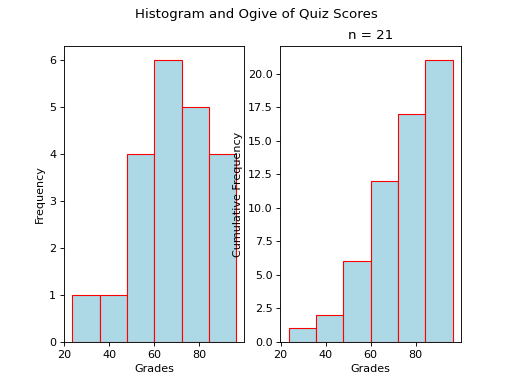 Histogram and Ogive of Quiz Scores
n = 21
6
5
4
3
2
1
0
Frequency
20 40 60 80
Grades
20.0
17.5
15.0
12.5
10.0
7.5
5.0
2.5
0.0
Cumulative Frequency
20 40 60 80
Grades